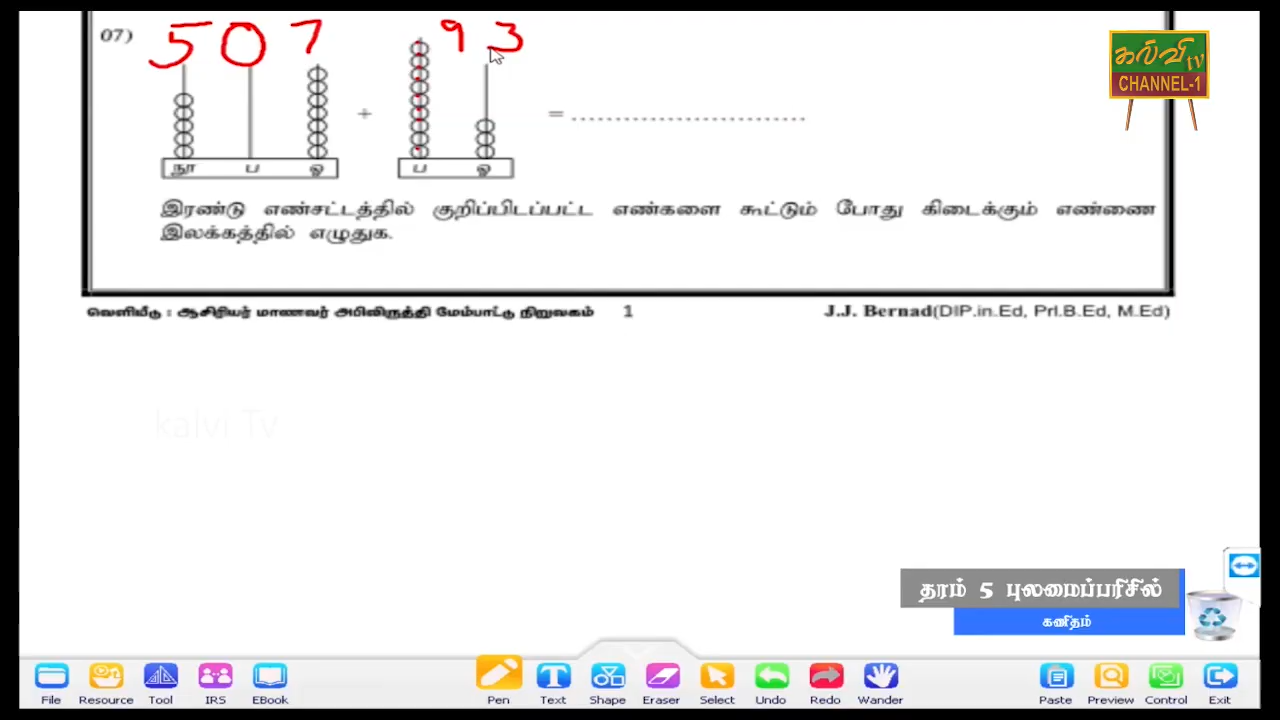 07) 5 0 7 9 3
நூ ப ஓ + ப ஓ = ..........................
இரண்டு எண்சட்டத்தில் குறிப்பிடப்பட்ட எண்களை கூட்டும் போது கிடைக்கும் எண்ணை
இலக்கத்தில் எழுதுக.
வெளியீடு : ஆசிரியர் மாணவர் அபிவிருத்தி மேம்பாட்டு நிறுவகம் 1 J.J. Bernad(DIP.in.Ed, Prl.B.Ed, M.Ed)
கல்வி tv
CHANNEL-1
kalvi Tv
தரம் 5 புலமைப்பரிசில்
கணிதம்
File Resource Tool IRS EBook Pen Text Shape Eraser Select Undo Redo Wander Paste Preview Control Exit